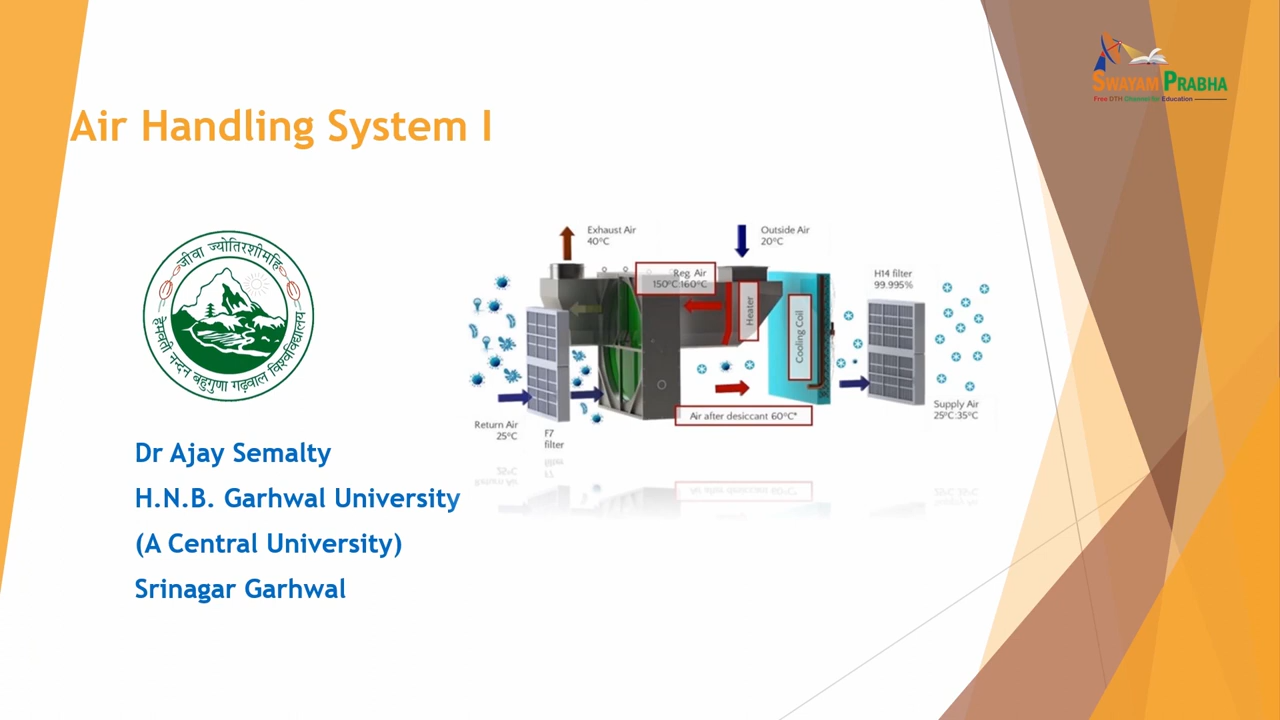 SWAYAM PRABHA
Free DTH Channel for Education
Air Handling System I
जीवा ज्योतिरशीमहि
हेमवती नन्दन बहुगुणा गढ़वाल विश्वविद्यालय
Exhaust Air
40°C
Outside Air
20°C
Reg. Air
150°C:160°C
Heater
Cooling Coil
H14 filter
99.995%
Air after desiccant 60°C*
Return Air
25°C
F7
filter
Supply Air
25°C:35°C
Dr Ajay Semalty
H.N.B. Garhwal University
(A Central University)
Srinagar Garhwal